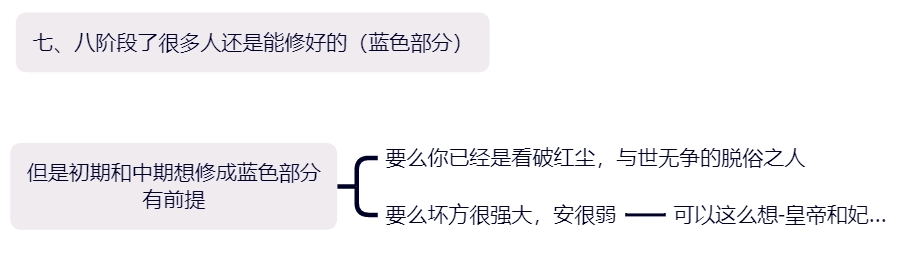 七、八阶段了很多人还是能修好的（蓝色部分）
但是初期和中期想修成蓝色部分
有前提
要么你已经是看破红尘，与世无争的脱俗之人
要么坏方很强大，安很弱
可以这么想-皇帝和妃...